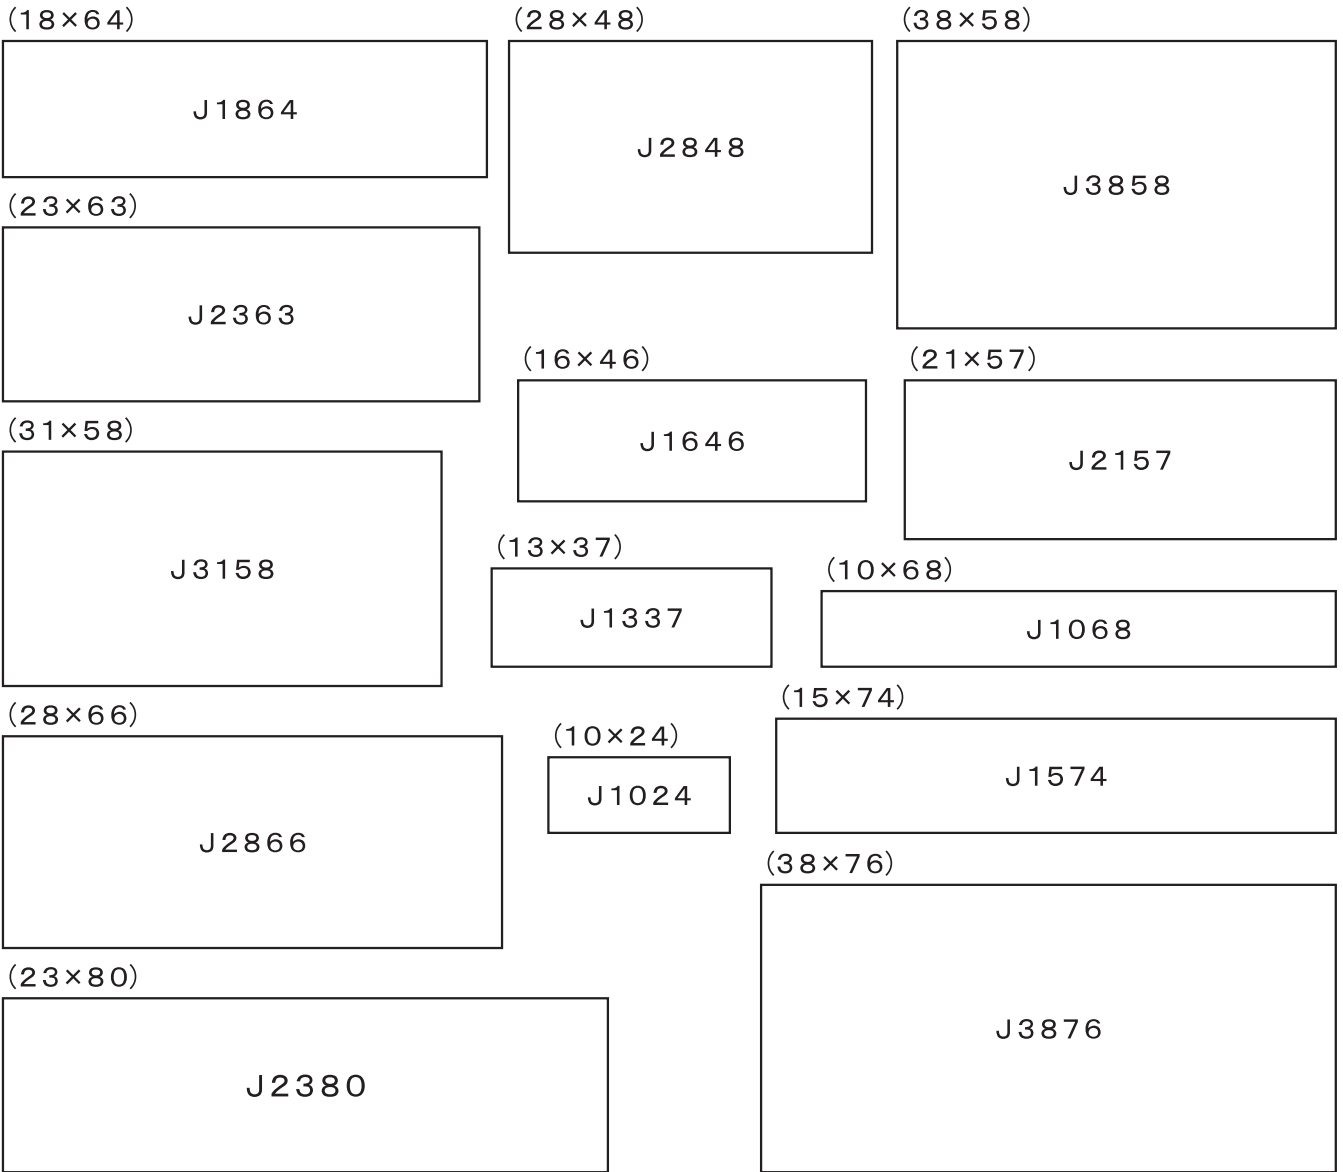 (18×64)
J1864
(23×63)
J2363
(31×58)
J3158
(28×66)
J2866
(23×80)
J2380
(28×48)
J2848
(16×46)
J1646
(13×37)
J1337
(10×24)
J1024
(38×58)
J3858
(21×57)
J2157
(10×68)
J1068
(15×74)
J1574
(38×76)
J3876